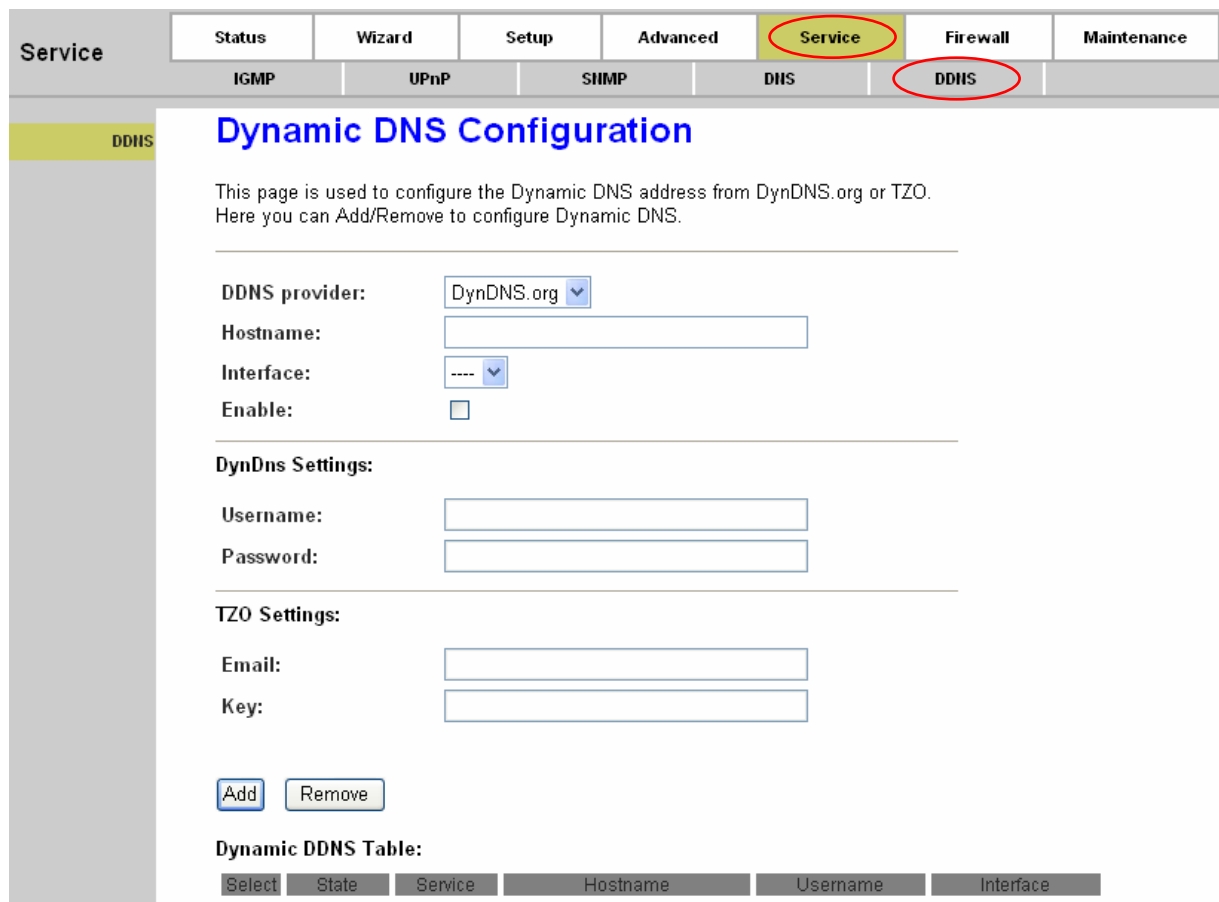 Service
Status Wizard Setup Advanced Service Firewall Maintenance
IGMP UPnP SNMP DNS DDNS
DDNS
Dynamic DNS Configuration
This page is used to configure the Dynamic DNS address from DynDNS.org or TZO.
Here you can Add/Remove to configure Dynamic DNS.
DDNS provider: DynDNS.org
Hostname:
Interface: ----
Enable:
DynDns Settings:
Username:
Password:
TZO Settings:
Email:
Key:
Add Remove
Dynamic DDNS Table:
Select State Service Hostname Username Interface